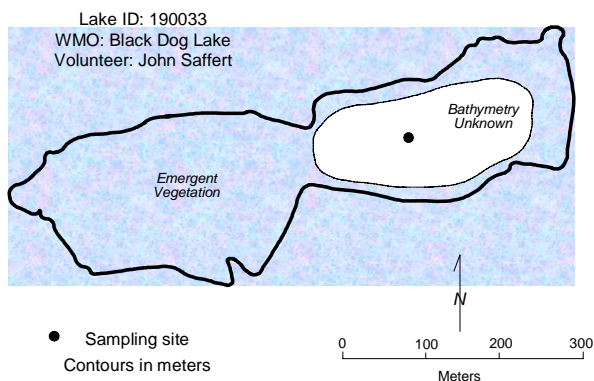 Lake ID: 190033
WMO: Black Dog Lake
Volunteer: John Saffert
Bathymetry
Unknown
Emergent
Vegetation
N
Sampling site
Contours in meters
0 100 200 300
Meters